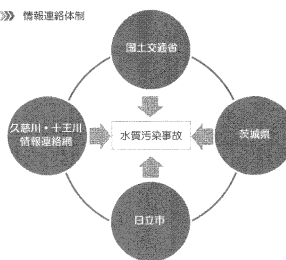 情報連絡体制
国土交通省
久慈川・十王川
情報連絡網
水質汚染事故
茨城県
日立市